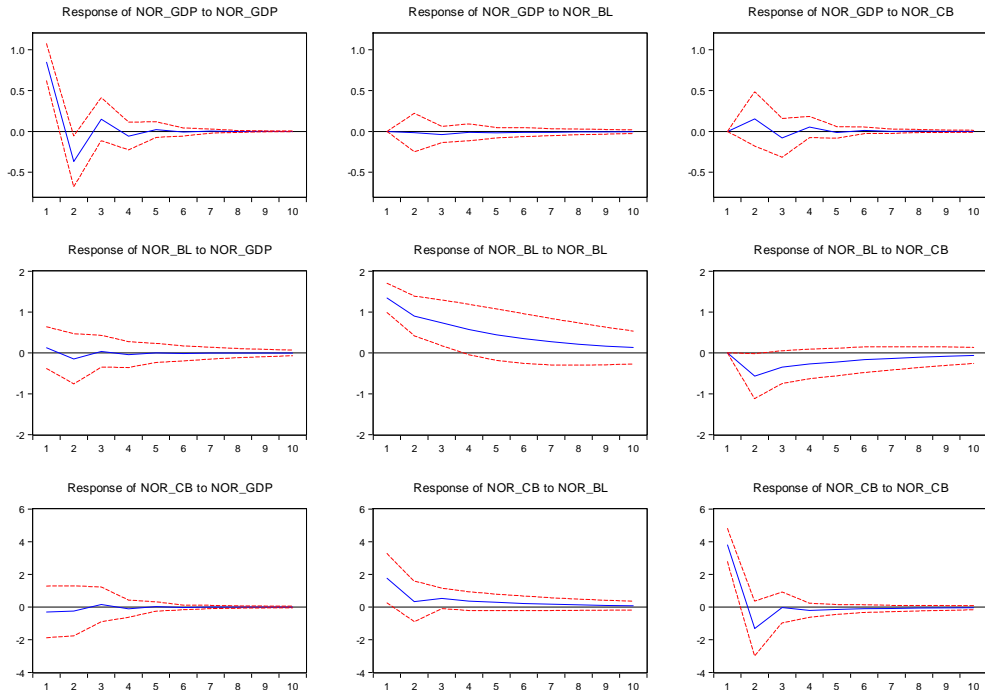 Response of NOR_GDP to NOR_GDP
1.0
0.5
0.0
-0.5
1 2 3 4 5 6 7 8 9 10
Response of NOR_GDP to NOR_BL
1.0
0.5
0.0
-0.5
1 2 3 4 5 6 7 8 9 10
Response of NOR_GDP to NOR_CB
1.0
0.5
0.0
-0.5
1 2 3 4 5 6 7 8 9 10
Response of NOR_BL to NOR_GDP
2
1
0
-1
-2
1 2 3 4 5 6 7 8 9 10
Response of NOR_BL to NOR_BL
2
1
0
-1
-2
1 2 3 4 5 6 7 8 9 10
Response of NOR_BL to NOR_CB
2
1
0
-1
-2
1 2 3 4 5 6 7 8 9 10
Response of NOR_CB to NOR_GDP
6
4
2
0
-2
-4
1 2 3 4 5 6 7 8 9 10
Response of NOR_CB to NOR_BL
6
4
2
0
-2
-4
1 2 3 4 5 6 7 8 9 10
Response of NOR_CB to NOR_CB
6
4
2
0
-2
-4
1 2 3 4 5 6 7 8 9 10